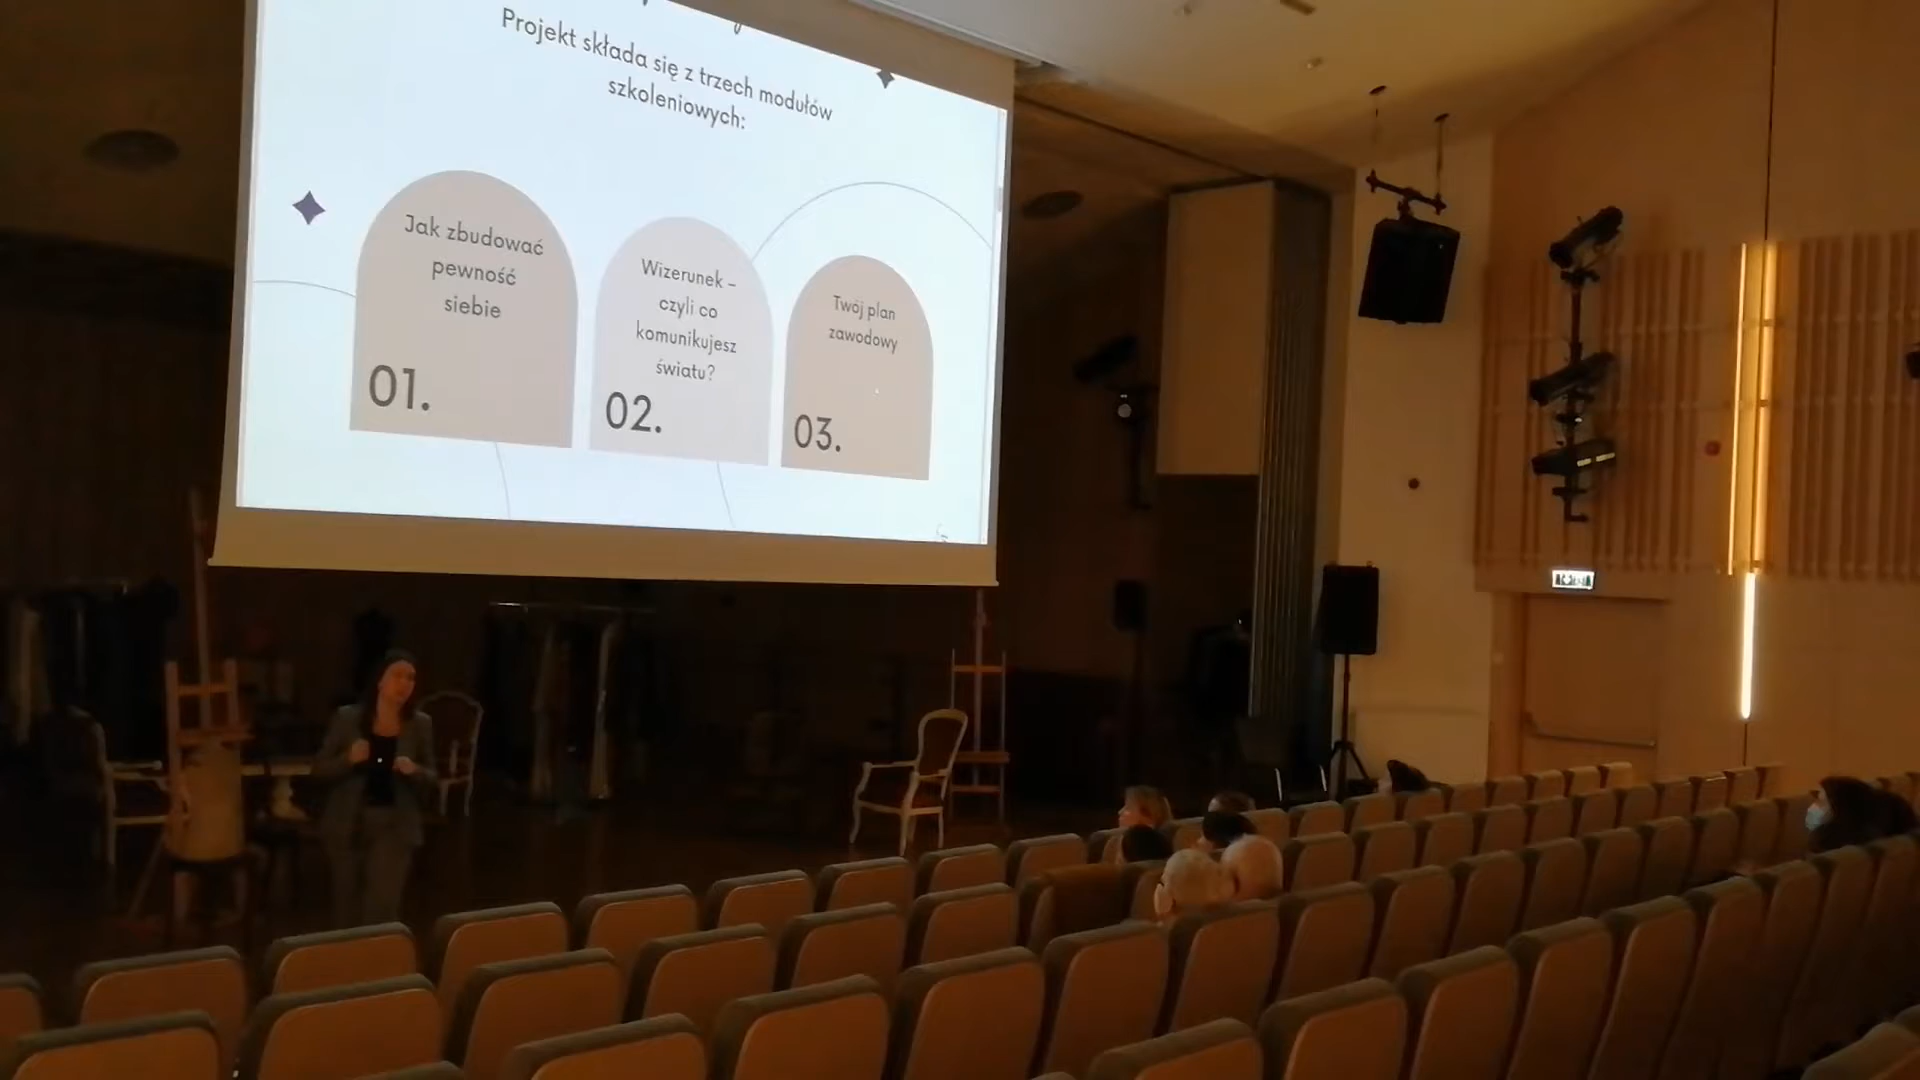 Projekt składa się z trzech modułów
szkoleniowych:
Jak zbudować
pewność
siebie
01.
Wizerunek –
czyli co
komunikujesz
światu?
02.
Twój plan
zawodowy
03.